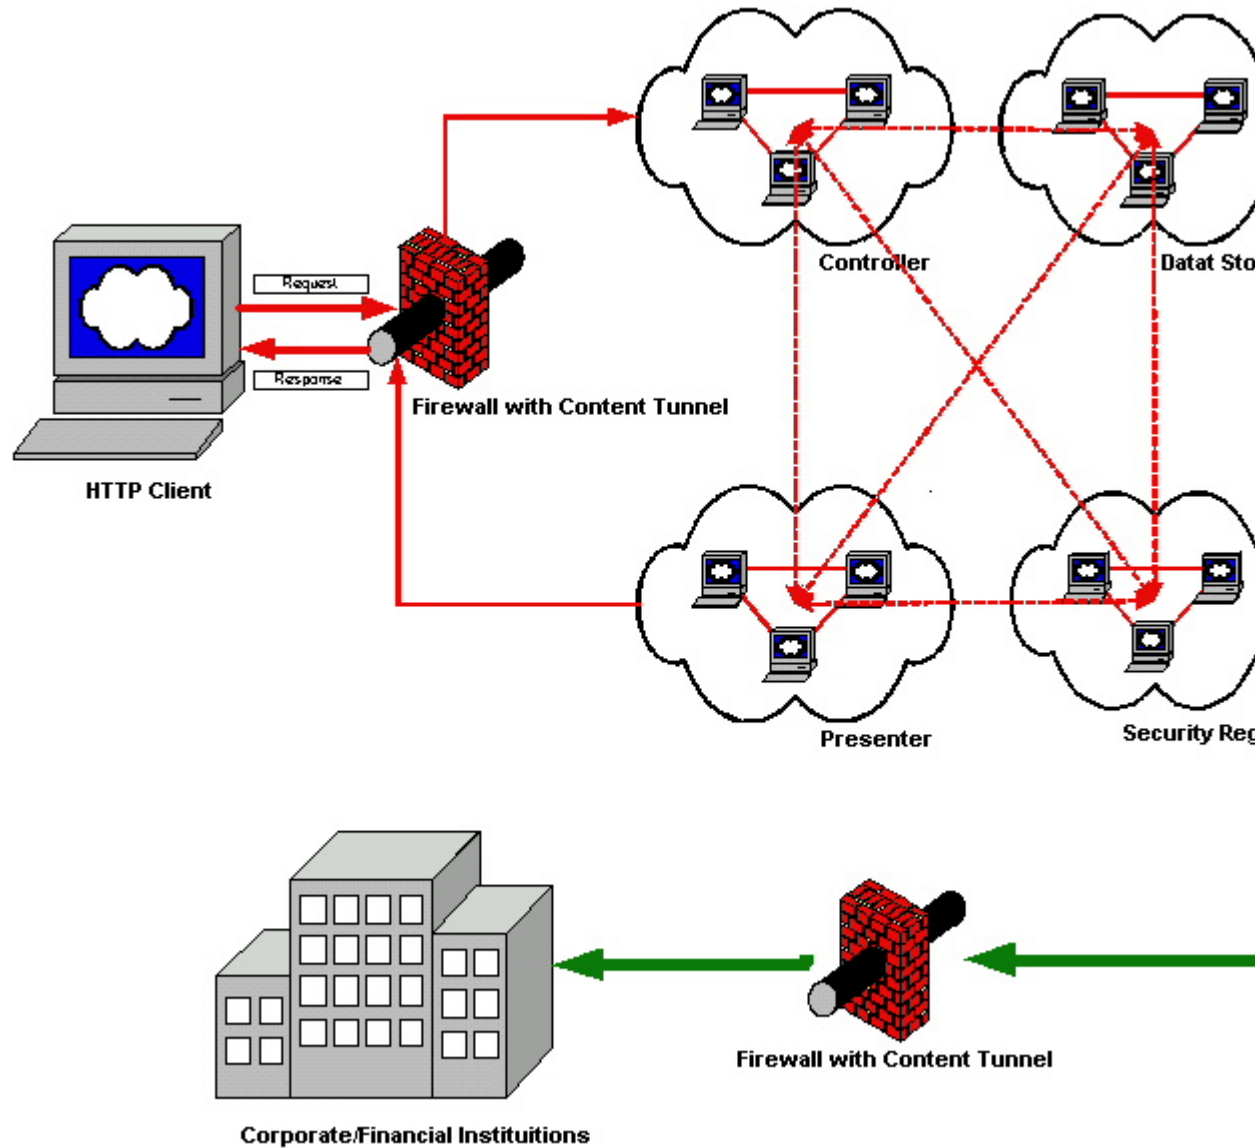 Controller
Datat Sto
Request
Response
Firewall with Content Tunnel
HTTP Client
Presenter
Security Reg
Firewall with Content Tunnel
Corporate/Financial Instituitions